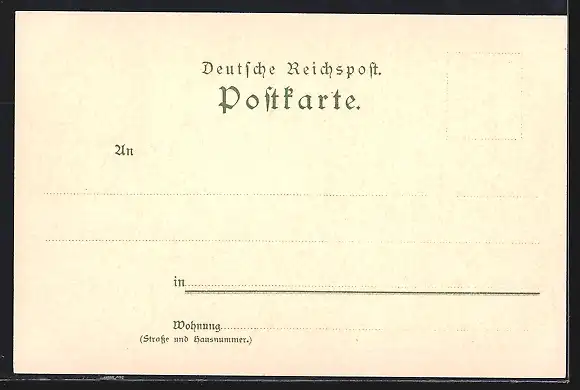 Deutſche Reichspoſt.
Poſtkarte.
An
in
Wohnung
(Straße und Hausnummer.)